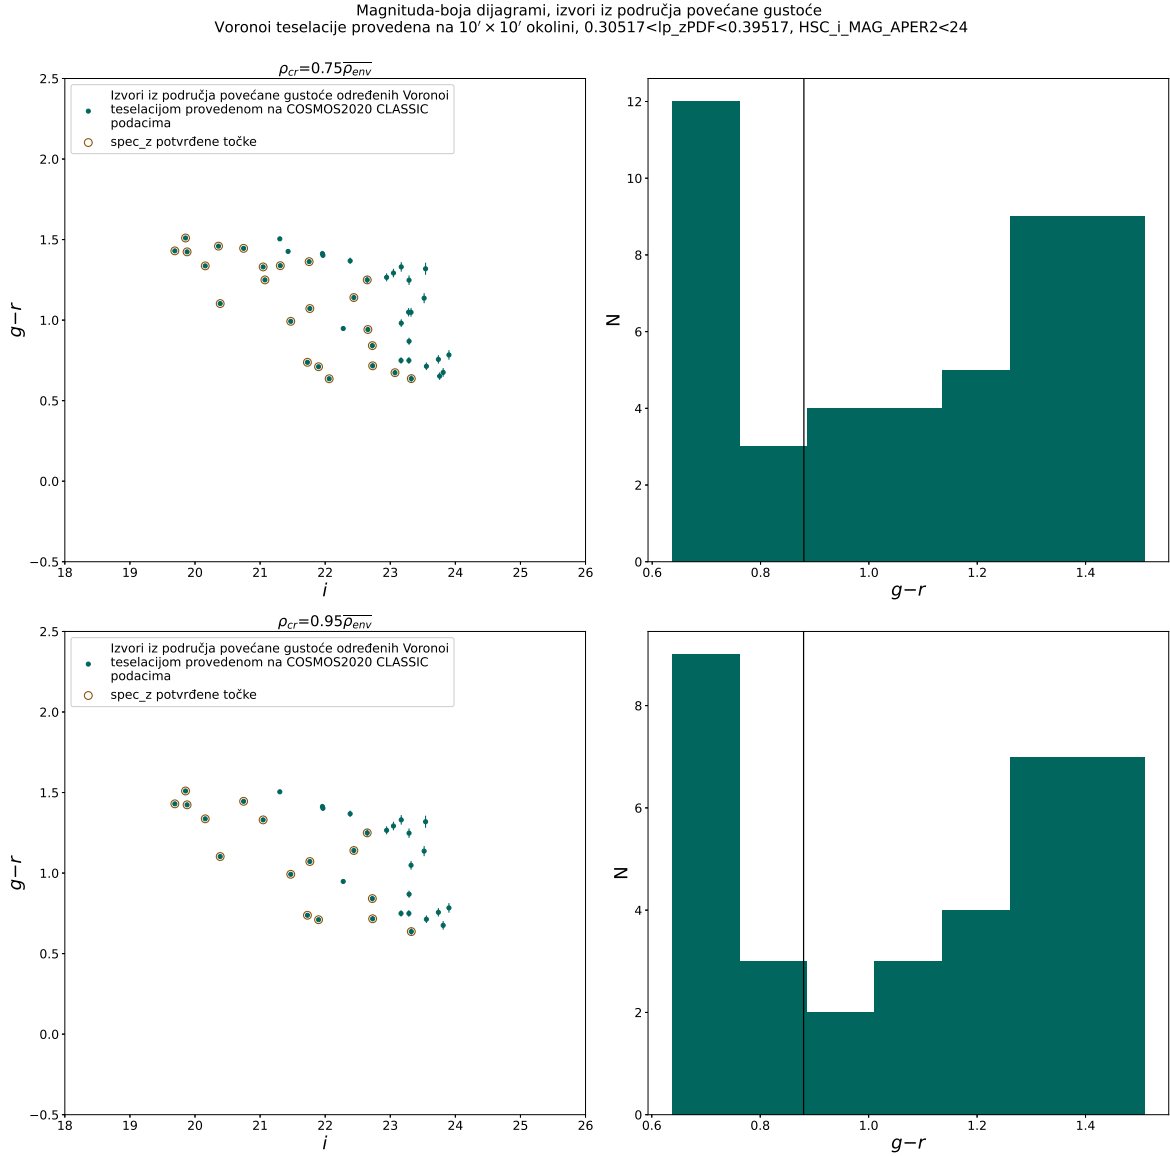 Magnituda-boja dijagrami, izvori iz područja povećane gustoće
Voronoi teselacije provedena na 10′ × 10′ okolini, 0.30517<lp_zPDF<0.39517, HSC_i_MAG_APER2<24
ρcr=0.75ρenv
2.5
2.0
1.5
1.0
0.5
0.0
−0.5
g−r
Izvori iz područja povećane gustoće određenih Voronoi
teselacijom provedenom na COSMOS2020 CLASSIC
podacima
spec_z potvrđene točke
18 19 20 21 22 23 24 25 26
i
12
10
8
6
4
2
0
N
0.6 0.8 1.0 1.2 1.4
g−r
ρcr=0.95ρenv
2.5
2.0
1.5
1.0
0.5
0.0
−0.5
g−r
Izvori iz područja povećane gustoće određenih Voronoi
teselacijom provedenom na COSMOS2020 CLASSIC
podacima
spec_z potvrđene točke
18 19 20 21 22 23 24 25 26
i
8
6
4
2
0
N
0.6 0.8 1.0 1.2 1.4
g−r